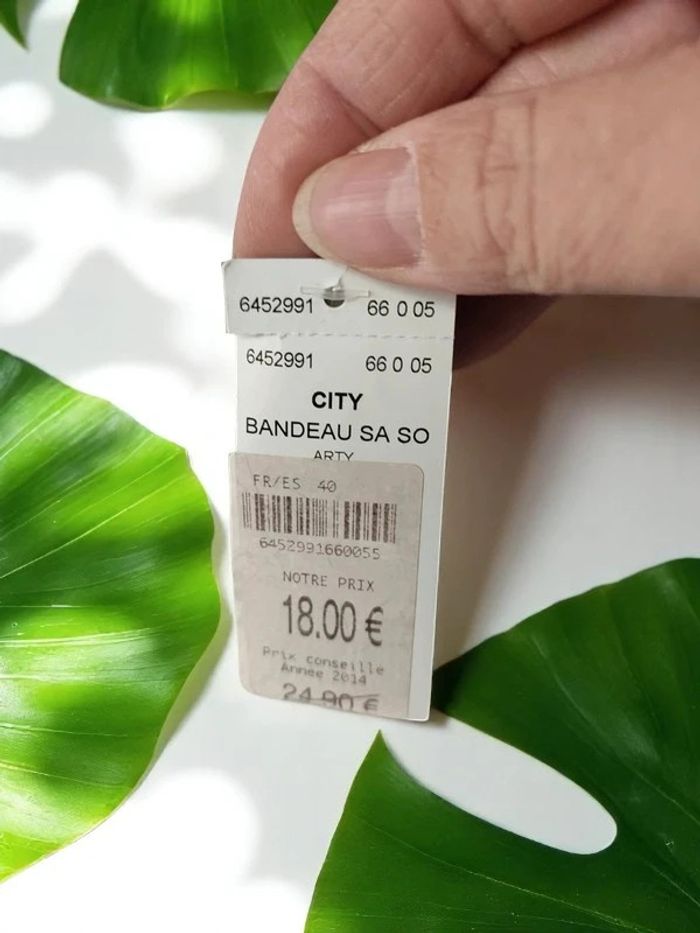 6452991 66 0 05
6452991 66 0 05
CITY
BANDEAU SA SO
ARTY
FR/ES 40
6452991660055
NOTRE PRIX
18.00 €
Prix conseille
Annee 2014
24.90 €